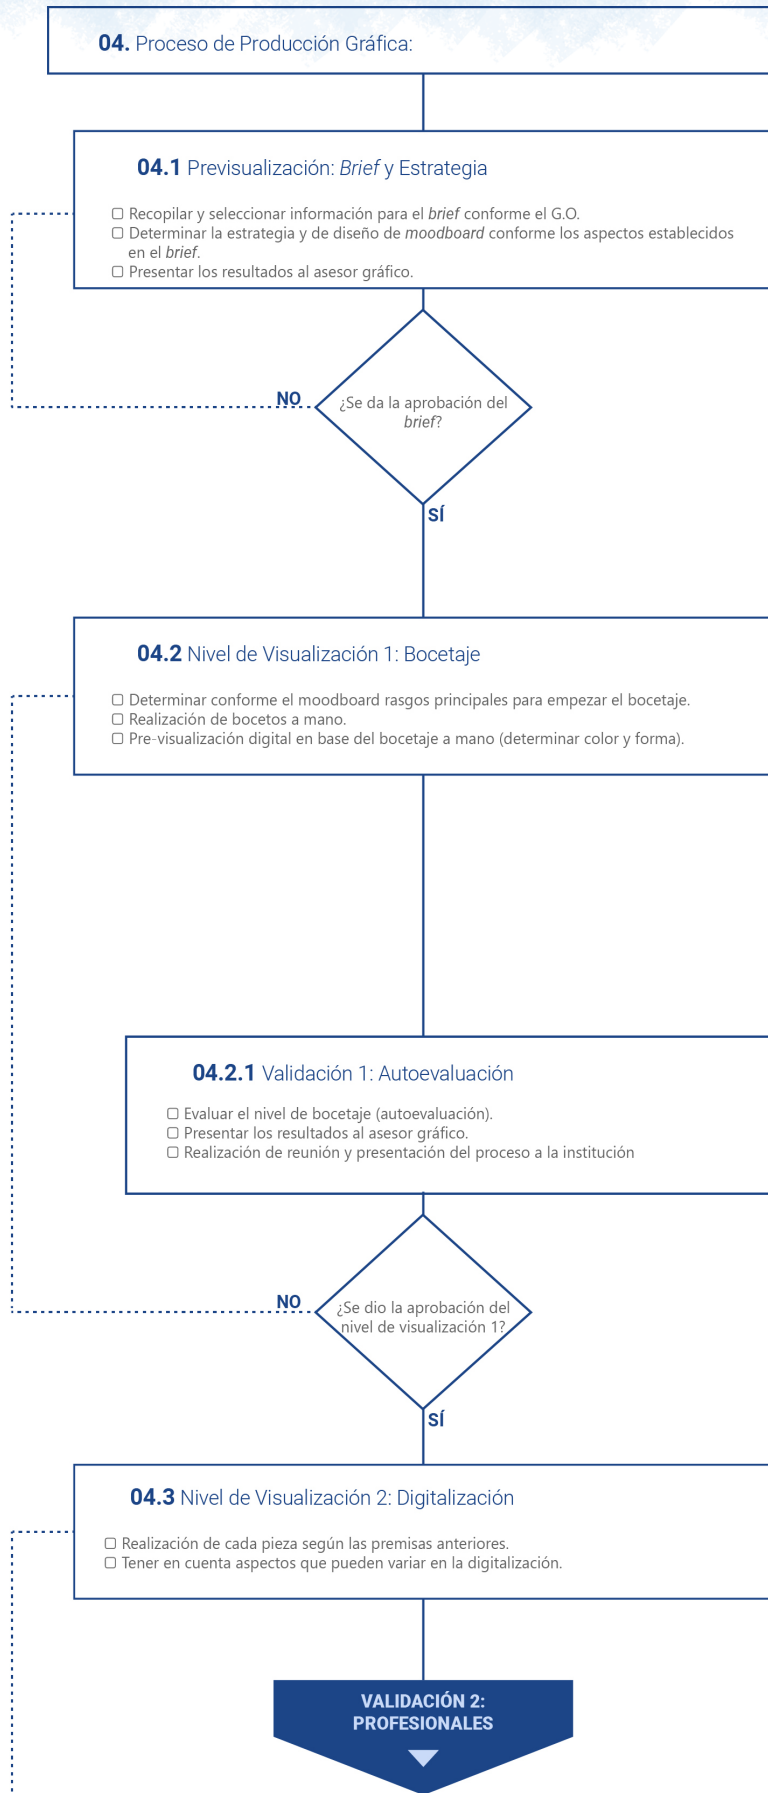 04. Proceso de Producción Gráfica:
04.1 Previsualización: Brief y Estrategia
▢ Recopilar y seleccionar información para el brief conforme el G.O.
▢ Determinar la estrategia y de diseño de moodboard conforme los aspectos establecidos
en el brief.
▢ Presentar los resultados al asesor gráfico.
NO
¿Se da la aprobación del
brief?
SÍ
04.2 Nivel de Visualización 1: Bocetaje
▢ Determinar conforme el moodboard rasgos principales para empezar el bocetaje.
▢ Realización de bocetos a mano.
▢ Pre-visualización digital en base del bocetaje a mano (determinar color y forma).
04.2.1 Validación 1: Autoevaluación
▢ Evaluar el nivel de bocetaje (autoevaluación).
▢ Presentar los resultados al asesor gráfico.
▢ Realización de reunión y presentación del proceso a la institución
NO
¿Se dio la aprobación del
nivel de visualización 1?
SÍ
04.3 Nivel de Visualización 2: Digitalización
▢ Realización de cada pieza según las premisas anteriores.
▢ Tener en cuenta aspectos que pueden variar en la digitalización.
VALIDACIÓN 2:
PROFESIONALES